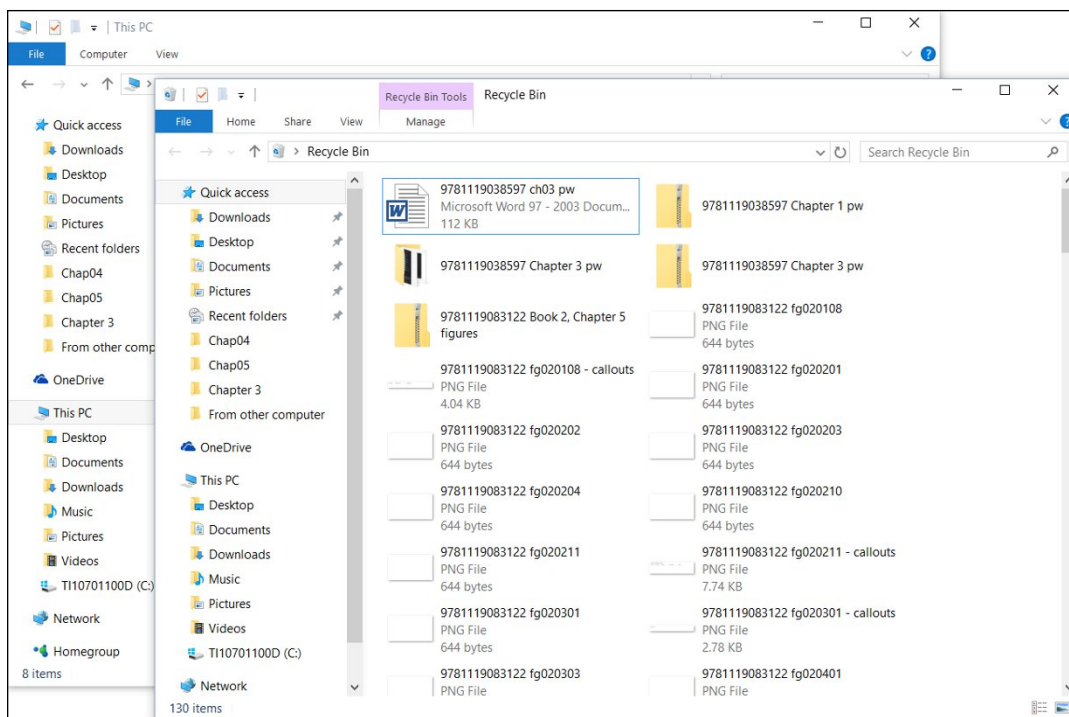 This PC
File Computer View
Quick access
Downloads
Desktop
Documents
Pictures
Recent folders
Chap04
Chap05
Chapter 3
From other comp
OneDrive
This PC
Desktop
Documents
Downloads
Music
Pictures
Videos
TI10701100D (C:)
Network
Homegroup
8 items
Recycle Bin Tools Recycle Bin
File Home Share View Manage
Recycle Bin
Search Recycle Bin
Quick access
Downloads
Desktop
Documents
Pictures
Recent folders
Chap04
Chap05
Chapter 3
From other computer
OneDrive
This PC
Desktop
Documents
Downloads
Music
Pictures
Videos
TI10701100D (C:)
Network
130 items
9781119038597 ch03 pw
Microsoft Word 97 - 2003 Docum...
112 KB
9781119038597 Chapter 1 pw
9781119038597 Chapter 3 pw
9781119038597 Chapter 3 pw
9781119083122 Book 2, Chapter 5
figures
9781119083122 fg020108
PNG File
644 bytes
9781119083122 fg020108 - callouts
PNG File
4.04 KB
9781119083122 fg020201
PNG File
644 bytes
9781119083122 fg020202
PNG File
644 bytes
9781119083122 fg020203
PNG File
644 bytes
9781119083122 fg020204
PNG File
644 bytes
9781119083122 fg020210
PNG File
644 bytes
9781119083122 fg020211
PNG File
644 bytes
9781119083122 fg020211 - callouts
PNG File
7.74 KB
9781119083122 fg020301
PNG File
644 bytes
9781119083122 fg020301 - callouts
PNG File
2.78 KB
9781119083122 fg020303
PNG File
9781119083122 fg020401
PNG File